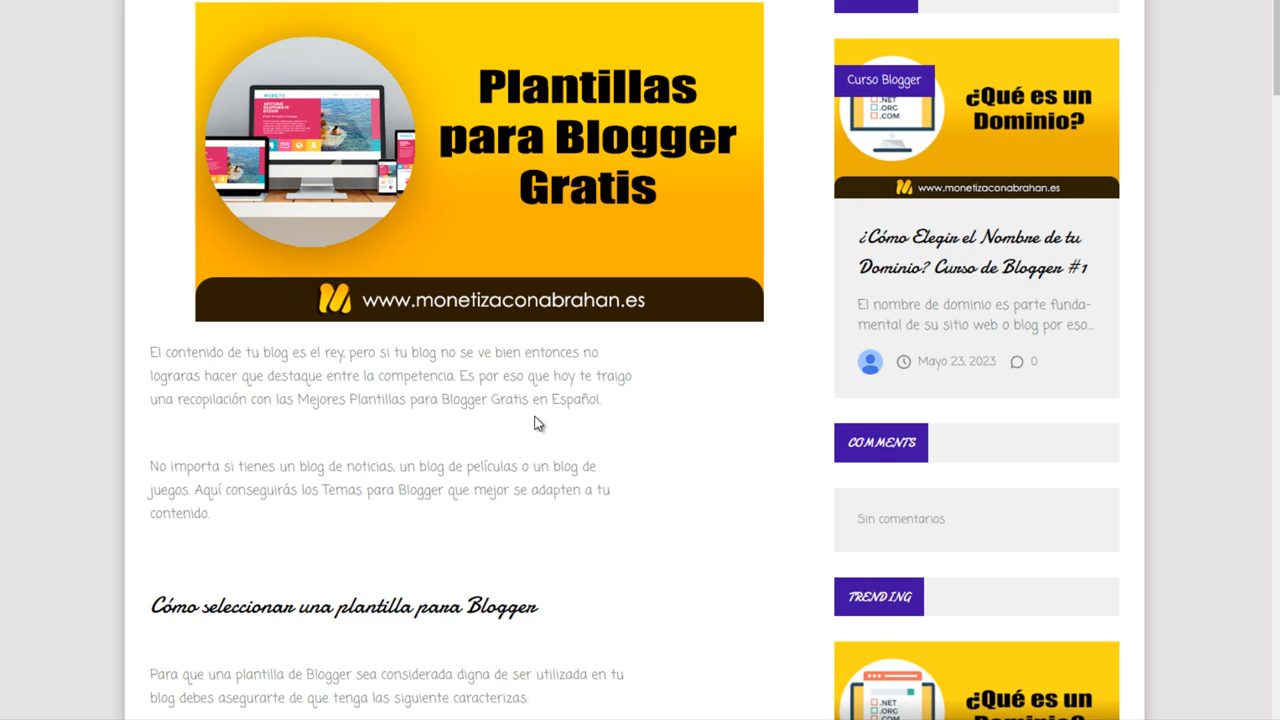 Plantillas
para Blogger
Gratis
www.monetizaconabrahan.es
El contenido de tu blog es el rey, pero si tu blog no se ve bien entonces no
lograras hacer que destaque entre la competencia. Es por eso que hoy te traigo
una recopilación con las Mejores Plantillas para Blogger Gratis en Español.
No importa si tienes un blog de noticias, un blog de películas o un blog de
juegos. Aquí conseguirás los Temas para Blogger que mejor se adapten a tu
contenido.
Cómo seleccionar una plantilla para Blogger
Para que una plantilla de Blogger sea considerada digna de ser utilizada en tu
blog debes asegurarte de que tenga las siguiente caracterizas:
Curso Blogger
.NET
.ORG
.COM
¿Qué es un
Dominio?
www.monetizaconabrahan.es
¿Cómo Elegir el Nombre de tu
Dominio? Curso de Blogger #1
El nombre de dominio es parte funda-
mental de su sitio web o blog por eso...
Mayo 23, 2023
0
COMMENTS
Sin comentarios
TRENDING
.NET
.ORG
¿Qué es un
Dominio?